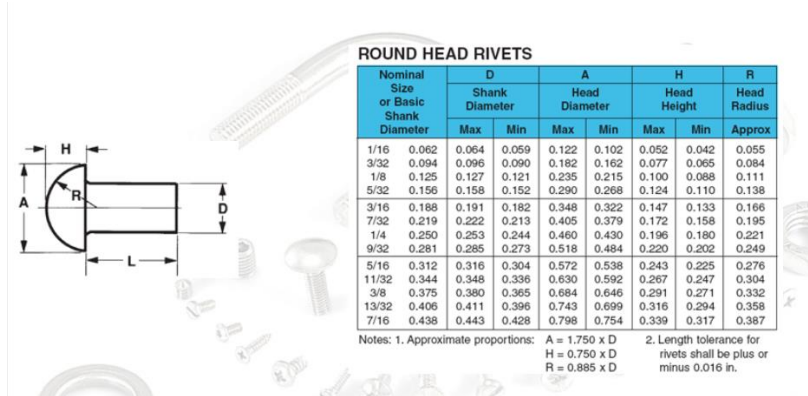 ROUND HEAD RIVETS
Nominal Size or Basic Shank Diameter D A H R
Shank Diameter Head Diameter Head Height Head Radius
Max Min Max Min Max Min Approx
1/16 0.062 0.064 0.059 0.122 0.102 0.052 0.042 0.055
3/32 0.094 0.096 0.090 0.182 0.162 0.077 0.065 0.084
1/8 0.125 0.127 0.121 0.235 0.215 0.100 0.088 0.111
5/32 0.156 0.158 0.152 0.290 0.268 0.124 0.110 0.138
3/16 0.188 0.191 0.182 0.348 0.322 0.147 0.133 0.166
7/32 0.219 0.222 0.213 0.405 0.379 0.172 0.158 0.195
1/4 0.250 0.253 0.244 0.460 0.430 0.196 0.180 0.221
9/32 0.281 0.285 0.273 0.518 0.484 0.220 0.202 0.249
5/16 0.312 0.316 0.304 0.572 0.538 0.243 0.225 0.276
11/32 0.344 0.348 0.336 0.630 0.592 0.267 0.247 0.304
3/8 0.375 0.380 0.365 0.684 0.646 0.291 0.271 0.332
13/32 0.406 0.411 0.396 0.743 0.699 0.316 0.294 0.358
7/16 0.438 0.443 0.428 0.798 0.754 0.339 0.317 0.387
Notes: 1. Approximate proportions: A = 1.750 x D
H = 0.750 x D
R = 0.885 x D
2. Length tolerance for
rivets shall be plus or
minus 0.016 in.
H
R
A
D
L